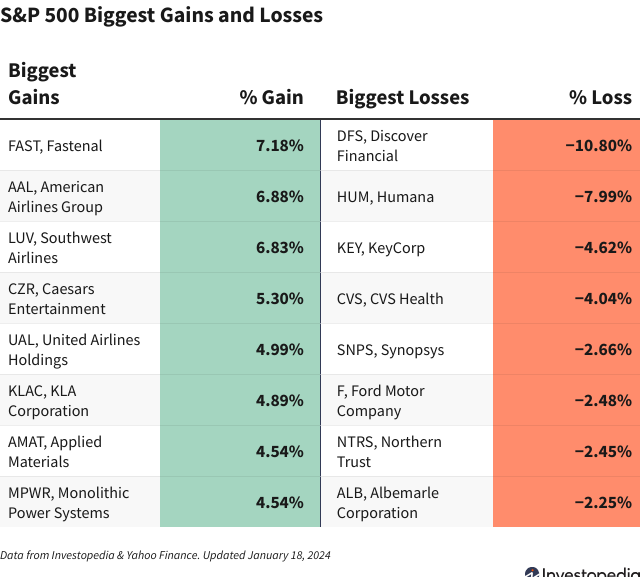 S&P 500 Biggest Gains and Losses
Biggest
Gains
% Gain
Biggest Losses
% Loss
FAST, Fastenal
7.18%
DFS, Discover
Financial
−10.80%
AAL, American
Airlines Group
6.88%
HUM, Humana
−7.99%
LUV, Southwest
Airlines
6.83%
KEY, KeyCorp
−4.62%
CZR, Caesars
Entertainment
5.30%
CVS, CVS Health
−4.04%
UAL, United Airlines
Holdings
4.99%
SNPS, Synopsys
−2.66%
KLAC, KLA
Corporation
4.89%
F, Ford Motor
Company
−2.48%
AMAT, Applied
Materials
4.54%
NTRS, Northern
Trust
−2.45%
MPWR, Monolithic
Power Systems
4.54%
ALB, Albemarle
Corporation
−2.25%
Data from Investopedia & Yahoo Finance. Updated January 18, 2024
Investopedia